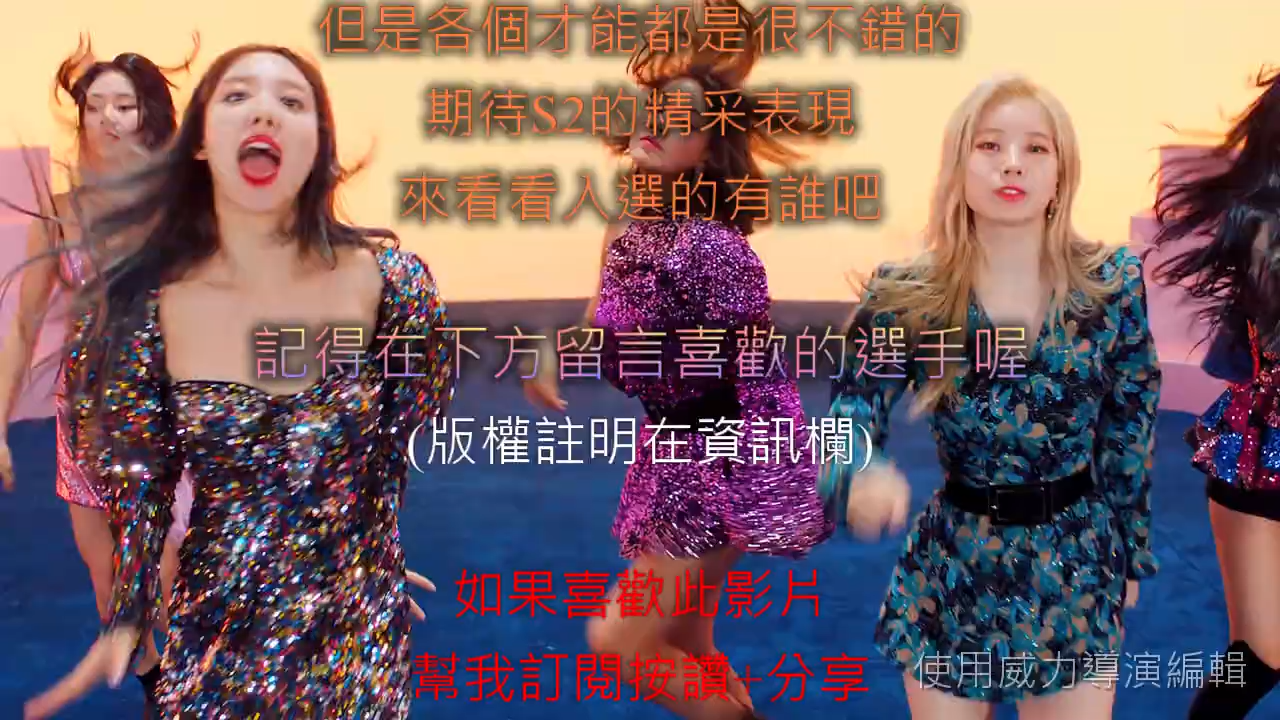 但是各個才能都是很不錯的
期待S2的精采表現
來看看入選的有誰吧
記得在下方留言喜歡的選手喔
(版權註明在資訊欄)
如果喜歡此影片
幫我訂閱按讚+分享
使用威力導演編輯